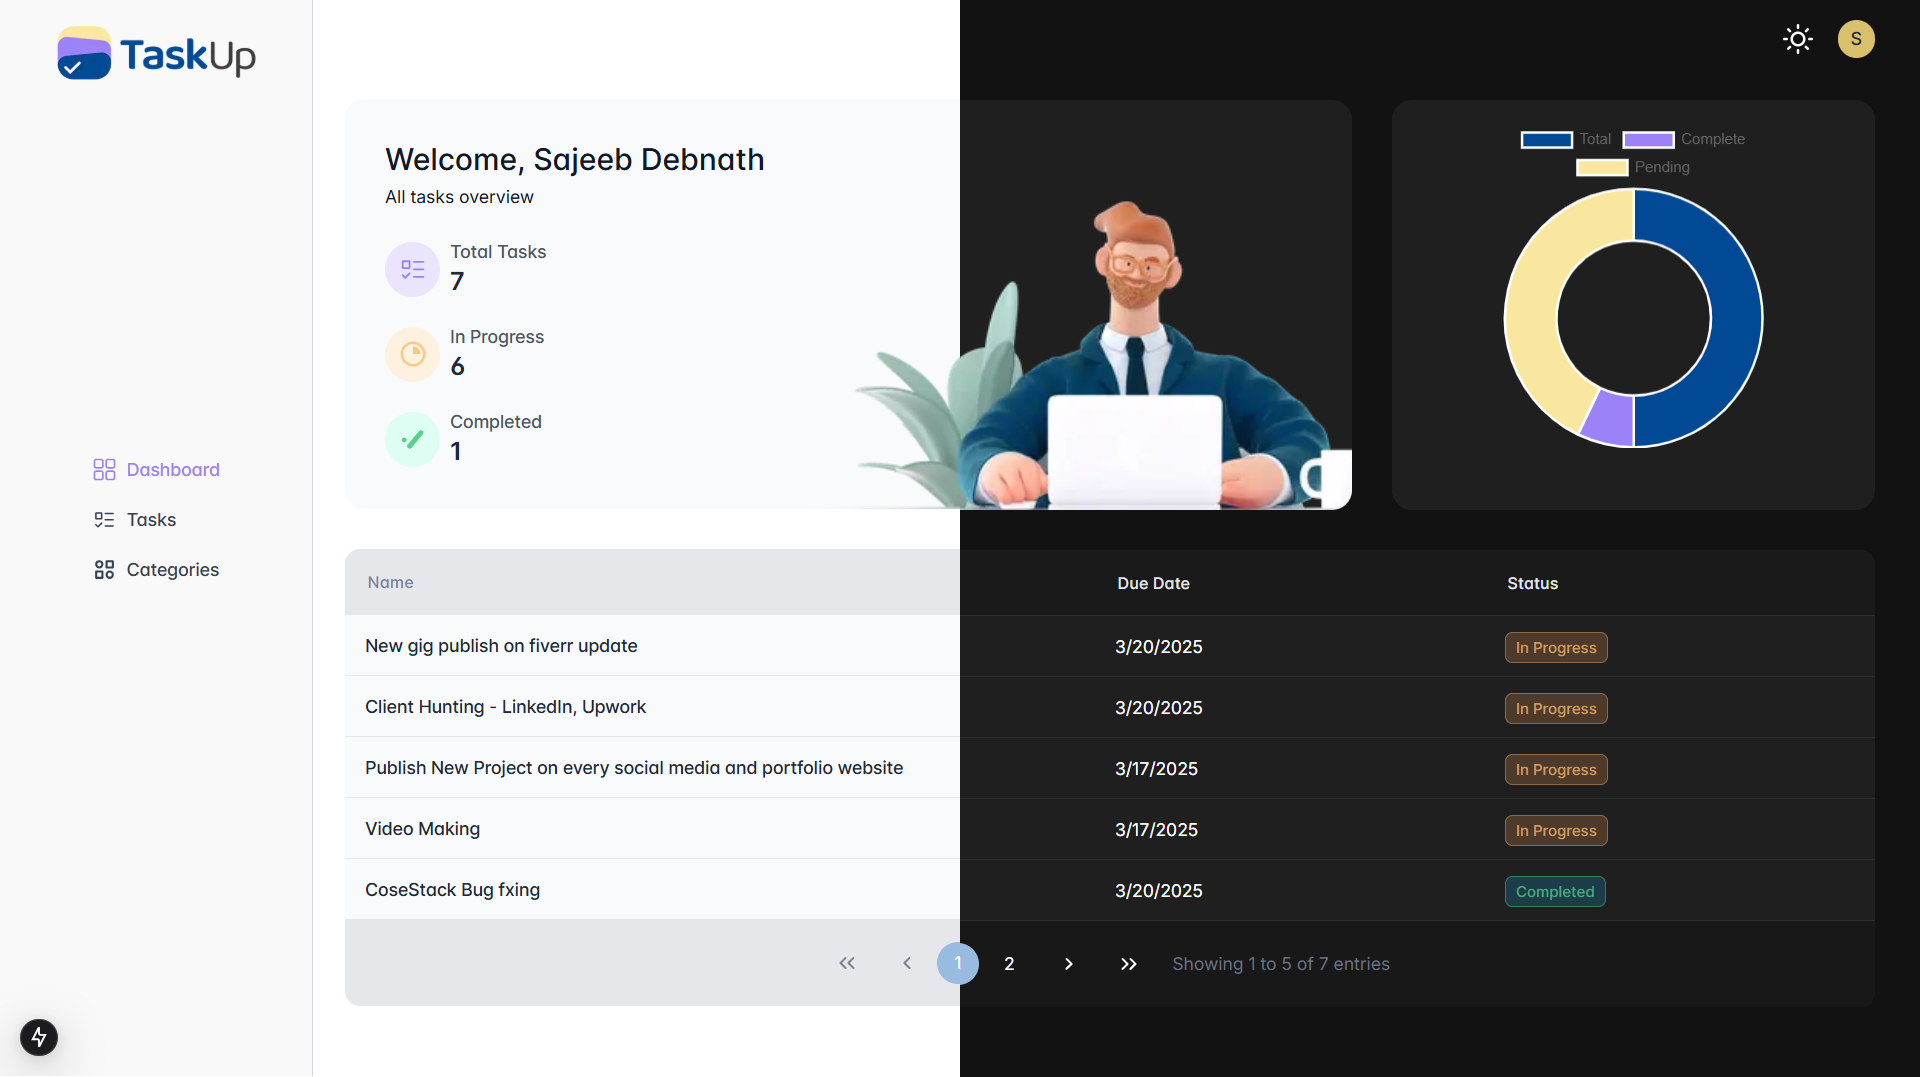 TaskUp
S
Welcome, Sajeeb Debnath
All tasks overview
Total Tasks
7
In Progress
6
Completed
1
Total Complete
Pending
Dashboard
Tasks
Categories
Name Due Date Status
New gig publish on fiverr update 3/20/2025 In Progress
Client Hunting - LinkedIn, Upwork 3/20/2025 In Progress
Publish New Project on every social media and portfolio website 3/17/2025 In Progress
Video Making 3/17/2025 In Progress
CoseStack Bug fxing 3/20/2025 Completed
1 2 Showing 1 to 5 of 7 entries